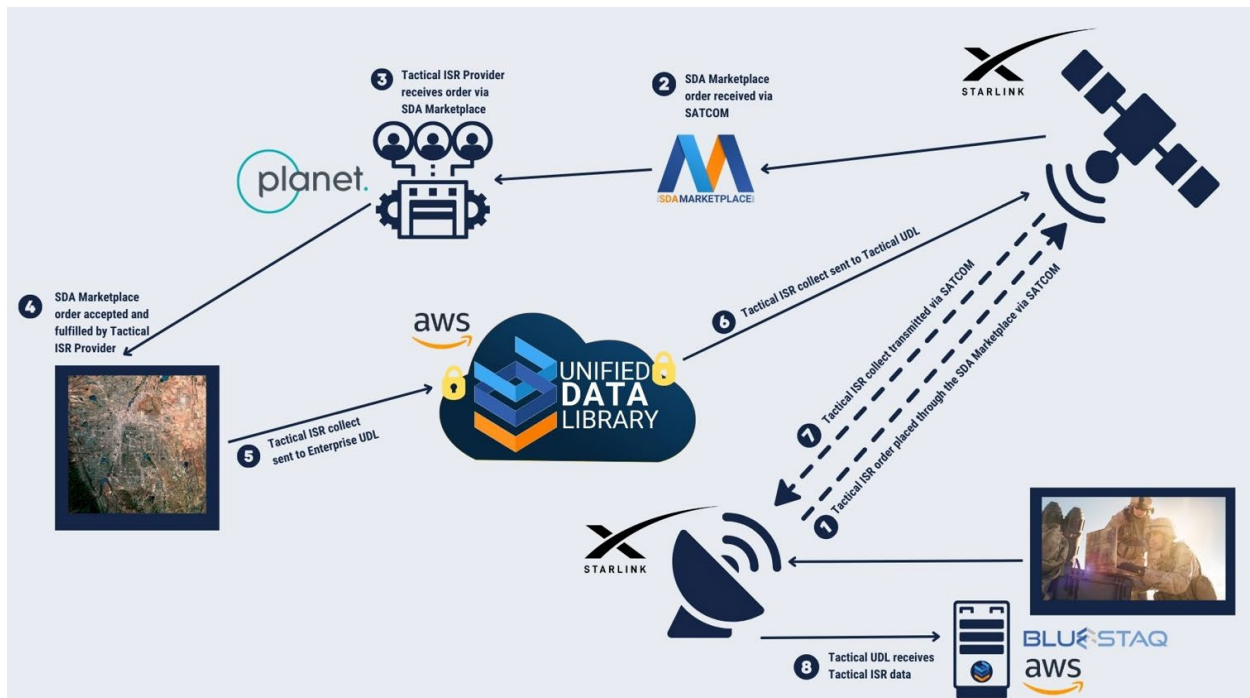 STARLINK
2
SDA Marketplace
order received via
SATCOM
SDAMARKETPLACE
3
Tactical ISR Provider
receives order via
SDA Marketplace
planet.
4
SDA Marketplace
order accepted and
fulfilled by Tactical
ISR Provider
5
Tactical ISR collect
sent to Enterprise UDL
aws
UNIFIED
DATA
LIBRARY
6
Tactical ISR collect sent to Tactical UDL
7
Tactical ISR collect transmitted via SATCOM
1
Tactical ISR order placed through the SDA Marketplace via SATCOM
STARLINK
8
Tactical UDL receives
Tactical ISR data
BLUESTAQ
aws